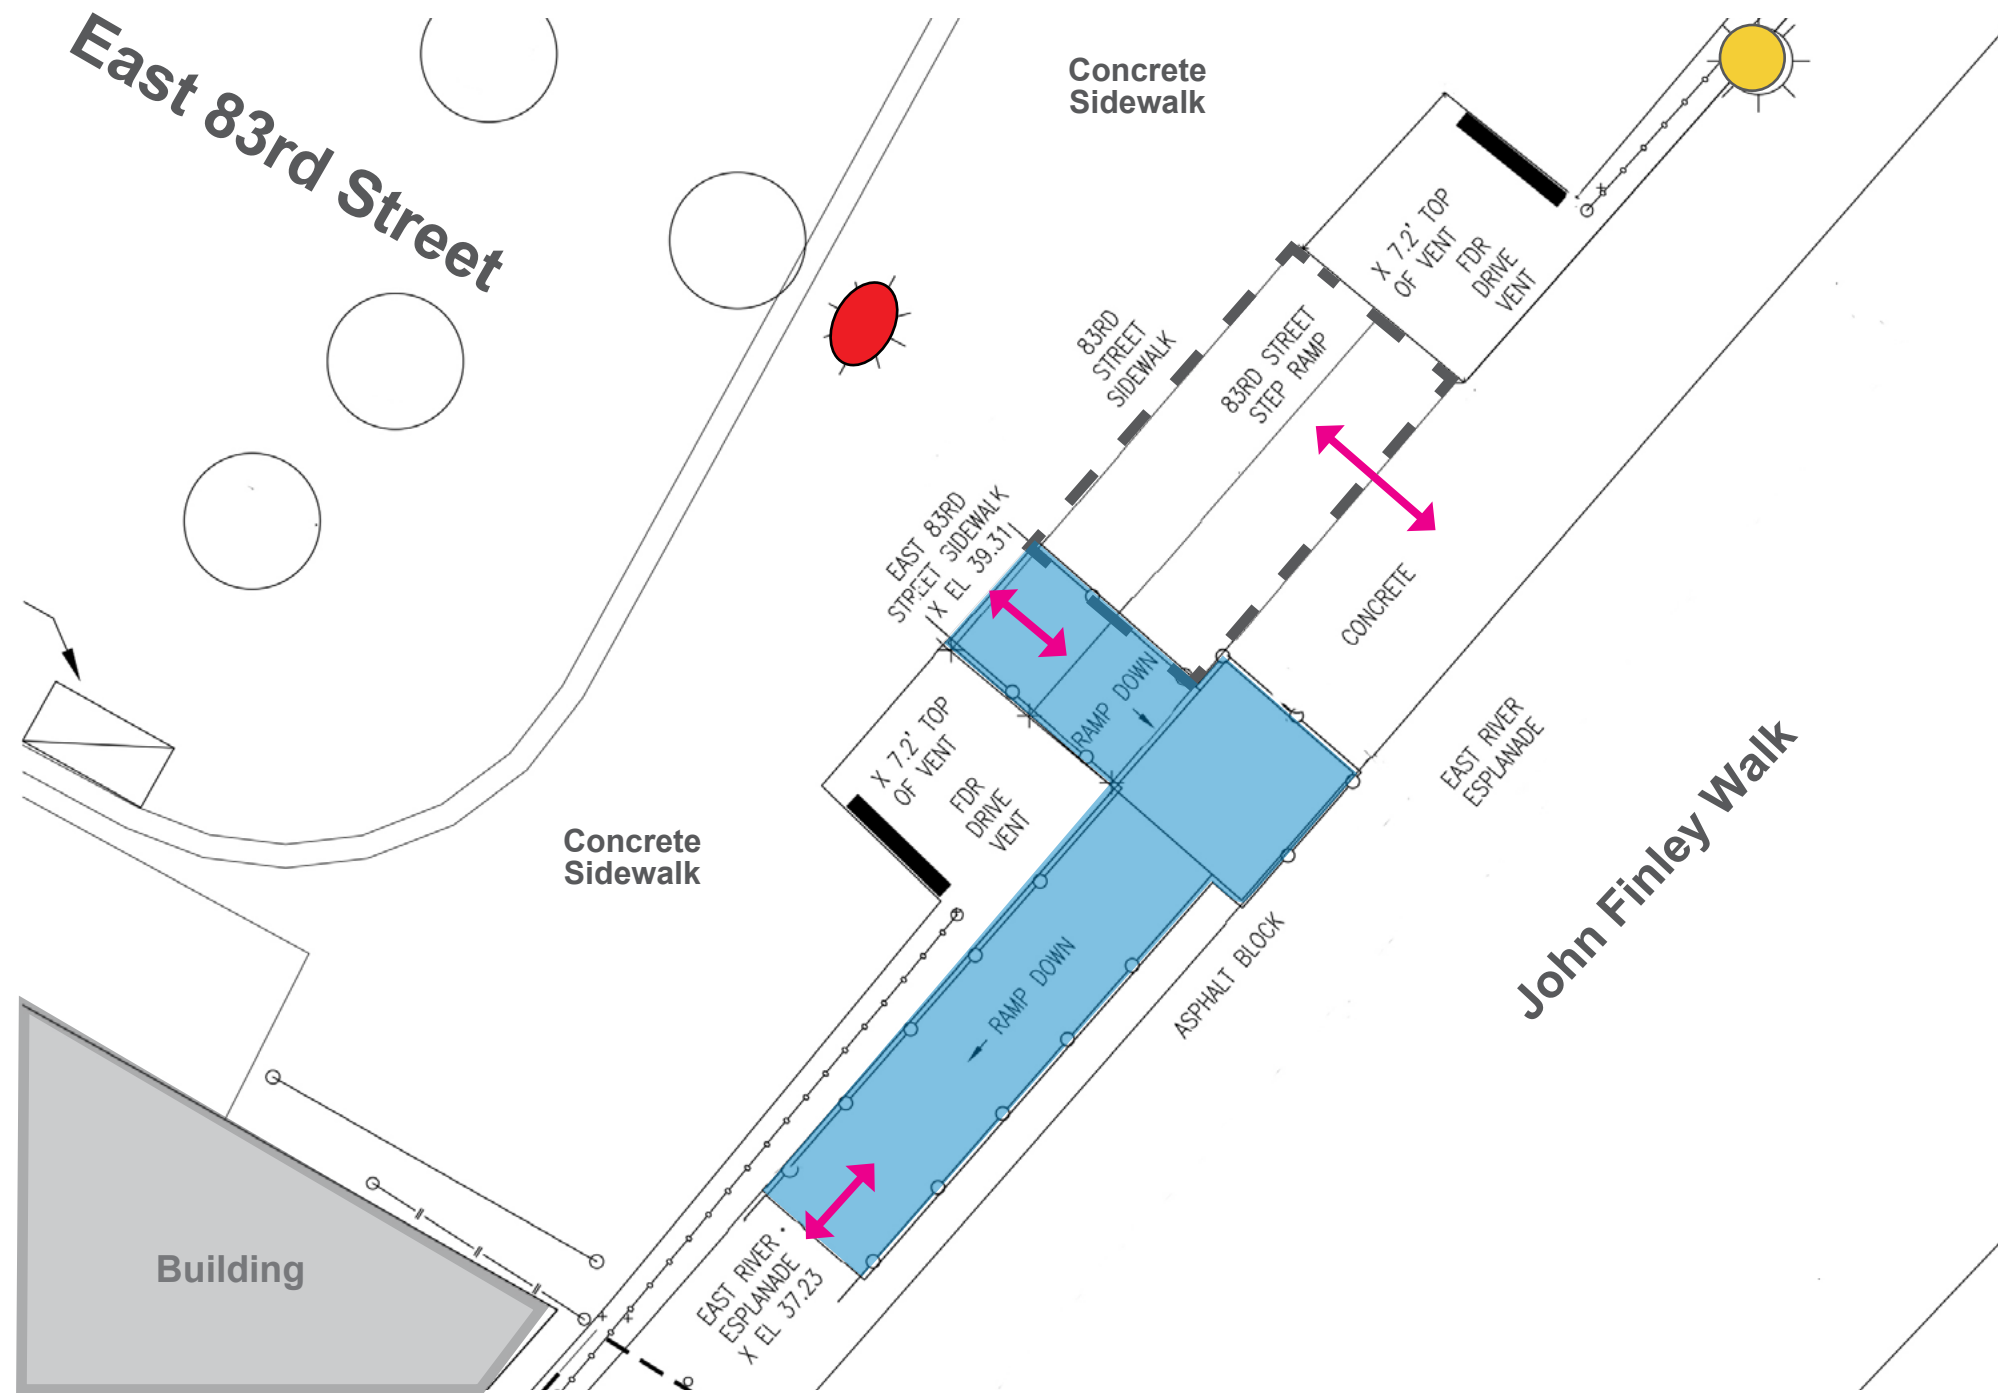 East 83rd Street
Concrete
Sidewalk
X 7.2' TOP
OF VENT
FDR
DRIVE
VENT
83RD
STREET
SIDEWALK
83RD STREET
STEP RAMP
EAST 83RD
STREET SIDEWALK
X EL 39.31
CONCRETE
RAMP DOWN
EAST RIVER
ESPLANADE
X 7.2' TOP
OF VENT
FDR
DRIVE
VENT
John Finley Walk
Concrete
Sidewalk
ASPHALT BLOCK
RAMP DOWN
Building
EAST RIVER
ESPLANADE
X EL 37.23